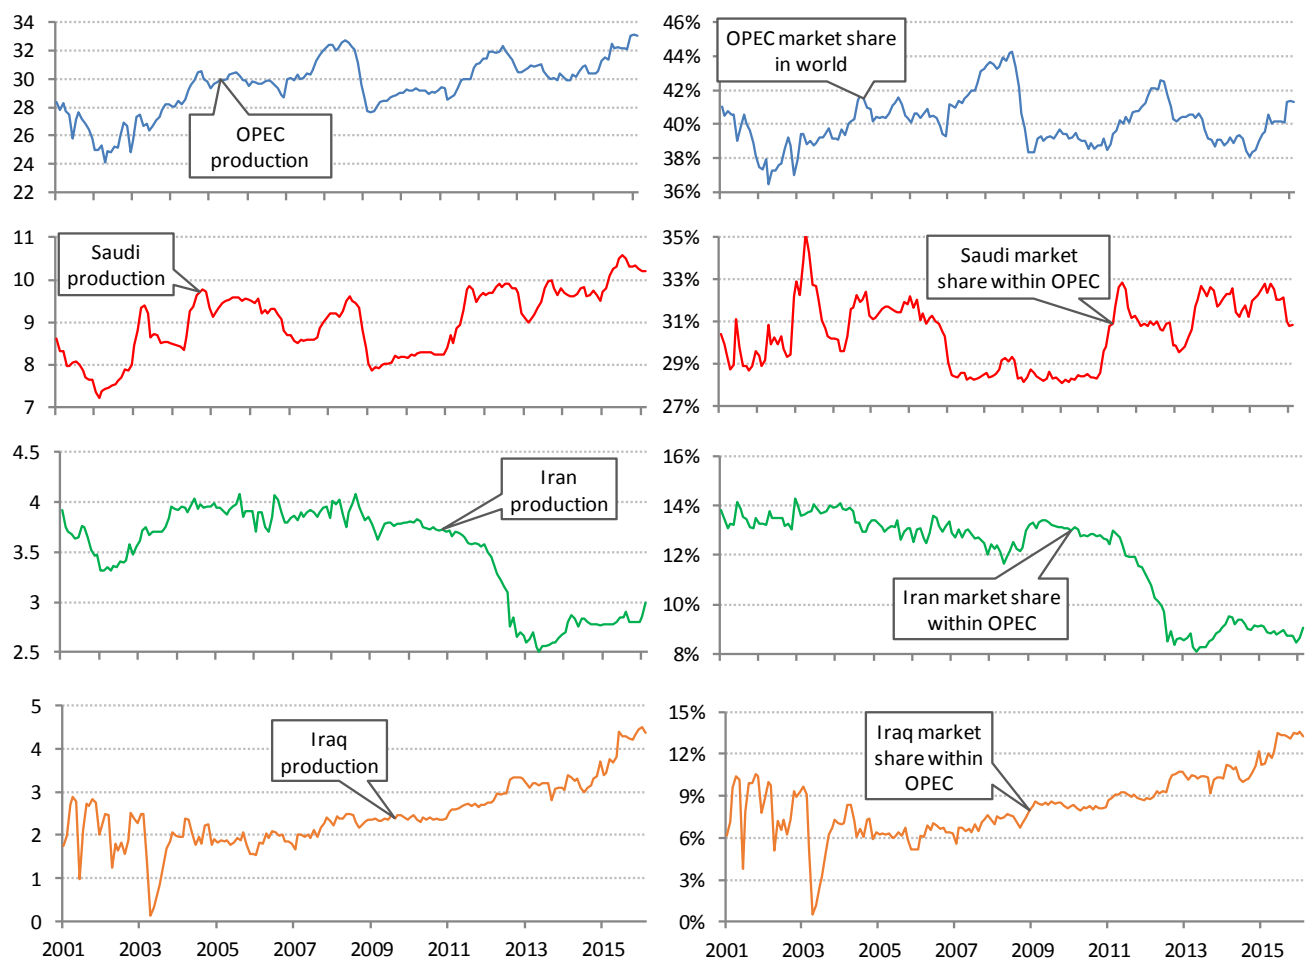 34
32
30
28
26
24
22
OPEC
production
46%
44%
42%
40%
38%
36%
OPEC market share
in world
11
10
9
8
7
Saudi
production
35%
33%
31%
29%
27%
Saudi market
share within OPEC
4.5
4
3.5
3
2.5
Iran
production
16%
14%
12%
10%
8%
Iran market share
within OPEC
5
4
3
2
1
0
Iraq
production
2001 2003 2005 2007 2009 2011 2013 2015
15%
12%
9%
6%
3%
0%
Iraq market
share within
OPEC
2001 2003 2005 2007 2009 2011 2013 2015